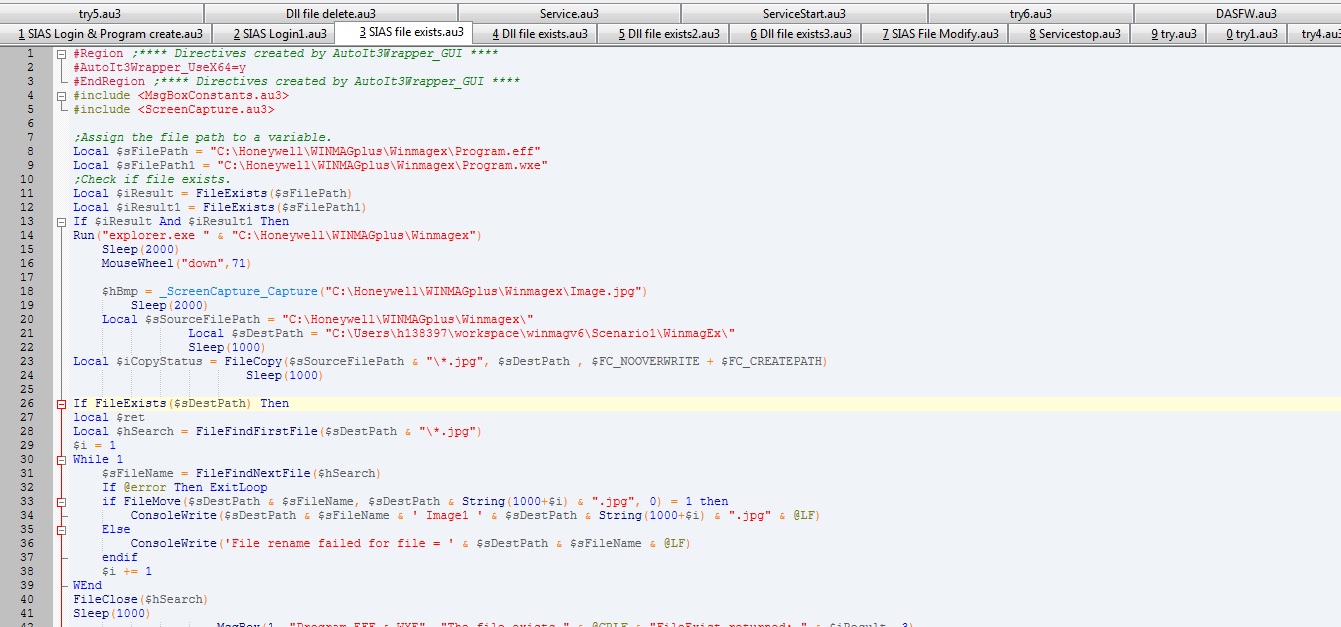 try5.au3 Dll file delete.au3 Service.au3 ServiceStart.au3 try6.au3 DASFW.au3
1 SIAS Login & Program create.au3 2 SIAS Login1.au3 3 SIAS file exists.au3 4 Dll file exists.au3 5 Dll file exists2.au3 6 Dll file exists3.au3 7 SIAS File Modify.au3 8 Servicestop.au3 9 try.au3 0 try1.au3 try4.au3
1 #Region ;**** Directives created by AutoIt3Wrapper_GUI ****
2 #AutoIt3Wrapper_UseX64=y
3 #EndRegion ;**** Directives created by AutoIt3Wrapper_GUI ****
4 #include <MsgBoxConstants.au3>
5 #include <ScreenCapture.au3>
6
7 ;Assign the file path to a variable.
8 Local $sFilePath = "C:\Honeywell\WINMAGplus\Winmagex\Program.eff"
9 Local $sFilePath1 = "C:\Honeywell\WINMAGplus\Winmagex\Program.wxe"
10 ;Check if file exists.
11 Local $iResult = FileExists($sFilePath)
12 Local $iResult1 = FileExists($sFilePath1)
13 If $iResult And $iResult1 Then
14 Run("explorer.exe " & "C:\Honeywell\WINMAGplus\Winmagex")
15 Sleep(2000)
16 MouseWheel("down",71)
17
18 $hBmp = _ScreenCapture_Capture("C:\Honeywell\WINMAGplus\Winmagex\Image.jpg")
19 Sleep(2000)
20 Local $sSourceFilePath = "C:\Honeywell\WINMAGplus\Winmagex\"
21 Local $sDestPath = "C:\Users\h138397\workspace\winmagv6\Scenario1\WinmagEx\"
22 Sleep(1000)
23 Local $iCopyStatus = FileCopy($sSourceFilePath & "\*.jpg", $sDestPath , $FC_NOOVERWRITE + $FC_CREATEPATH)
24 Sleep(1000)
25
26 If FileExists($sDestPath) Then
27 local $ret
28 Local $hSearch = FileFindFirstFile($sDestPath & "\*.jpg")
29 $i = 1
30 While 1
31 $sFileName = FileFindNextFile($hSearch)
32 If @error Then ExitLoop
33 if FileMove($sDestPath & $sFileName, $sDestPath & String(1000+$i) & ".jpg", 0) = 1 then
34 ConsoleWrite($sDestPath & $sFileName & ' Image1 ' & $sDestPath & String(1000+$i) & ".jpg" & @LF)
35 Else
36 ConsoleWrite('File rename failed for file = ' & $sDestPath & $sFileName & @LF)
37 endif
38 $i += 1
39 WEnd
40 FileClose($hSearch)
41 Sleep(1000)